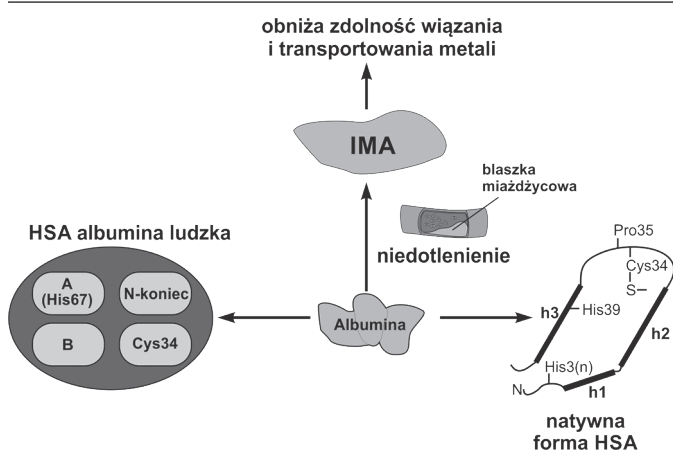 obniża zdolność wiązania
i transportowania metali
IMA
blaszka
miażdżycowa
niedotlenienie
HSA albumina ludzka
A
(His67)
N-koniec
B
Cys34
Albumina
Pro35
Cys34
S
h3
His39
h2
His3(n)
N
h1
natywna
forma HSA